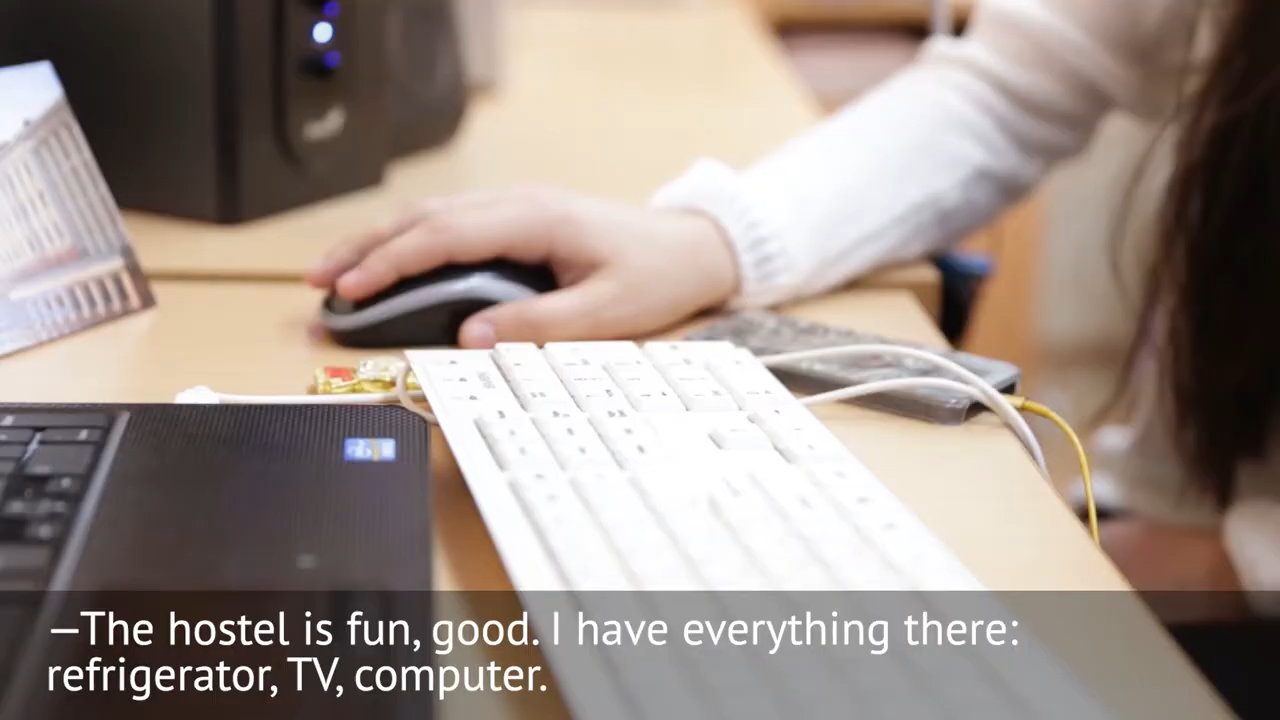 —The hostel is fun, good. I have everything there:
refrigerator, TV, computer.